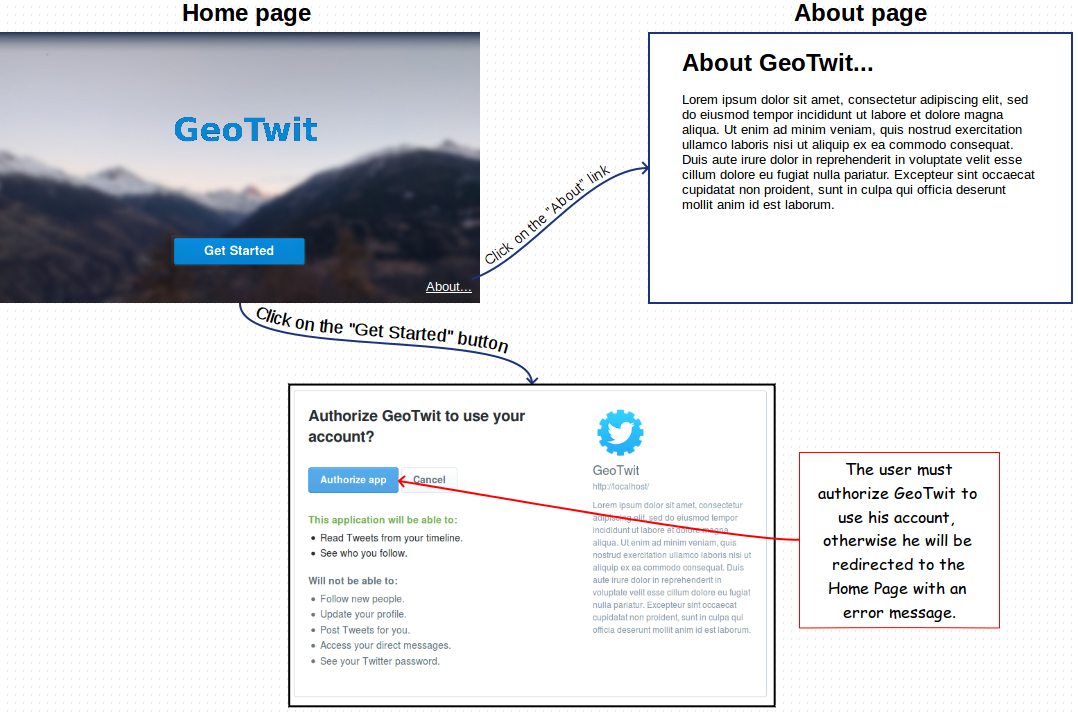 Home page
About page
GeoTwit
Get Started
About...
About GeoTwit...
Lorem ipsum dolor sit amet, consectetur adipiscing elit, sed
do eiusmod tempor incididunt ut labore et dolore magna
aliqua. Ut enim ad minim veniam, quis nostrud exercitation
ullamco laboris nisi ut aliquip ex ea commodo consequat.
Duis aute irure dolor in reprehenderit in voluptate velit esse
cillum dolore eu fugiat nulla pariatur. Excepteur sint occaecat
cupidatat non proident, sunt in culpa qui officia deserunt
mollit anim id est laborum.
Click on the "About" link
Click on the "Get Started" button
Authorize GeoTwit to use your
account?
Authorize app
Cancel
This application will be able to:
• Read Tweets from your timeline.
• See who you follow.
Will not be able to:
• Follow new people.
• Update your profile.
• Post Tweets for you.
• Access your direct messages.
• See your Twitter password.
GeoTwit
http://localhost/
Lorem ipsum dolor sit amet, consectetur
adipiscing elit, sed do eiusmod tempor
incididunt ut labore et dolore magna
aliqua. Ut enim ad minim veniam, quis
nostrud exercitation ullamco laboris nisi ut
aliquip ex ea commodo consequat. Duis
aute irure dolor in reprehenderit in
voluptate velit esse cillum dolore eu fugiat
nulla pariatur. Excepteur sint occaecat
cupidatat non proident, sunt in culpa qui
officia deserunt mollit anim id est laborum.
The user must
authorize GeoTwit to
use his account,
otherwise he will be
redirected to the
Home Page with an
error message.